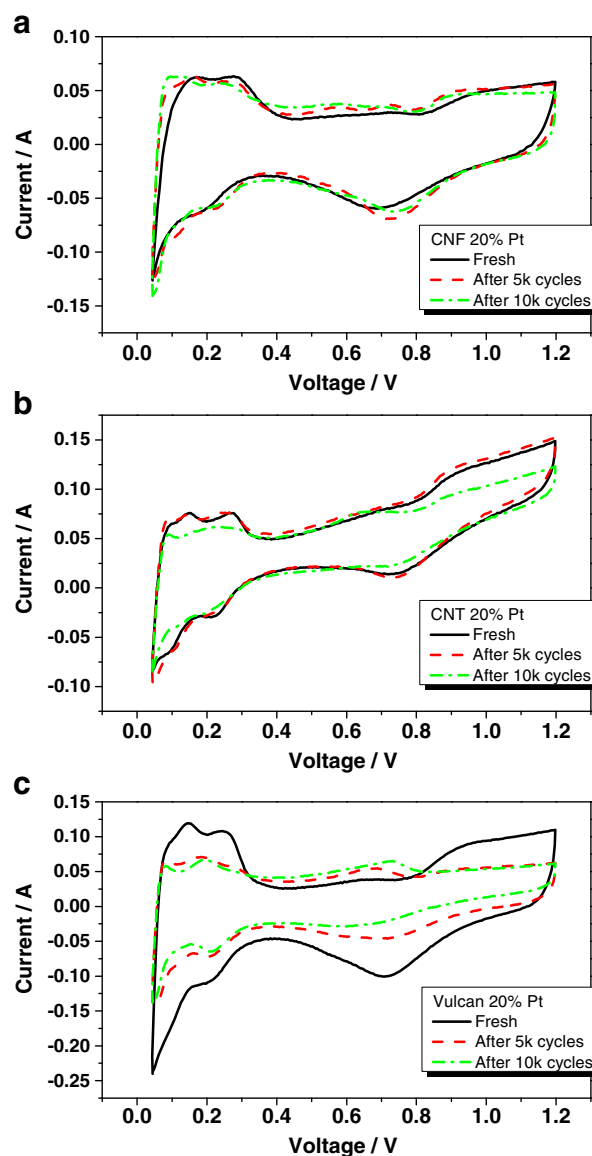 a
0.10
0.05
0.00
-0.05
-0.10
-0.15
Current / A
CNF 20% Pt
Fresh
After 5k cycles
After 10k cycles
0.0 0.2 0.4 0.6 0.8 1.0 1.2
Voltage / V
b
0.15
0.10
0.05
0.00
-0.05
-0.10
Current / A
CNT 20% Pt
Fresh
After 5k cycles
After 10k cycles
0.0 0.2 0.4 0.6 0.8 1.0 1.2
Voltage / V
c
0.15
0.10
0.05
0.00
-0.05
-0.10
-0.15
-0.20
-0.25
Current / A
Vulcan 20% Pt
Fresh
After 5k cycles
After 10k cycles
0.0 0.2 0.4 0.6 0.8 1.0 1.2
Voltage / V